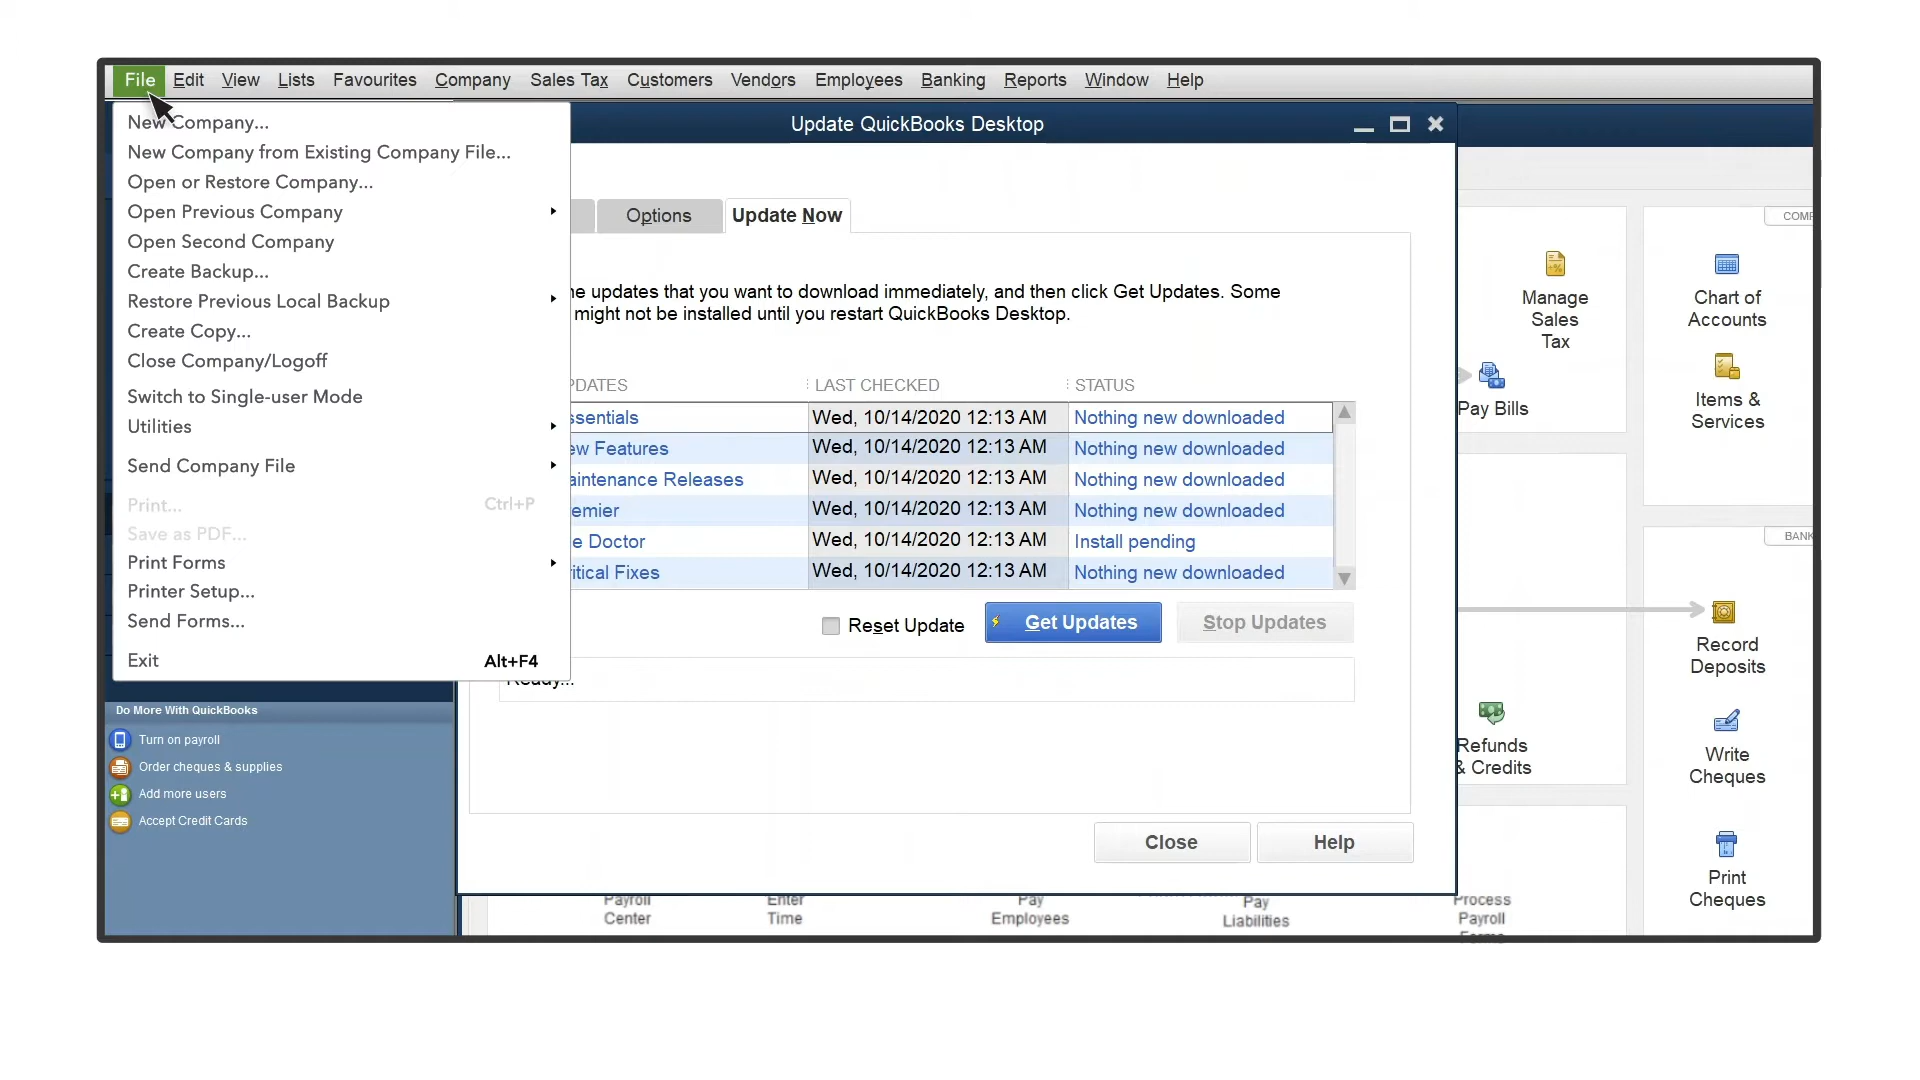 File Edit View Lists Favourites Company Sales Tax Customers Vendors Employees Banking Reports Window Help
New Company...
New Company from Existing Company File...
Open or Restore Company...
Open Previous Company
Open Second Company
Create Backup...
Restore Previous Local Backup
Create Copy...
Close Company/Logoff
Switch to Single-user Mode
Utilities
Send Company File
Print... Ctrl+P
Save as PDF...
Print Forms
Printer Setup...
Send Forms...
Exit Alt+F4
Update QuickBooks Desktop
Options Update Now
updates that you want to download immediately, and then click Get Updates. Some
might not be installed until you restart QuickBooks Desktop.
PDATES LAST CHECKED STATUS
ssentials Wed, 10/14/2020 12:13 AM Nothing new downloaded
ew Features Wed, 10/14/2020 12:13 AM Nothing new downloaded
aintenance Releases Wed, 10/14/2020 12:13 AM Nothing new downloaded
emier Wed, 10/14/2020 12:13 AM Nothing new downloaded
e Doctor Wed, 10/14/2020 12:13 AM Install pending
itical Fixes Wed, 10/14/2020 12:13 AM Nothing new downloaded
Reset Update Get Updates Stop Updates
Ready...
Close Help
Do More With QuickBooks
Turn on payroll
Order cheques & supplies
Add more users
Accept Credit Cards
Manage
Sales
Tax
Pay Bills
Refunds
& Credits
COMP
Chart of
Accounts
Items &
Services
BANK
Record
Deposits
Write
Cheques
Print
Cheques
Payroll
Center
Enter
Time
Pay
Employees
Pay
Liabilities
Process
Payroll
Forms